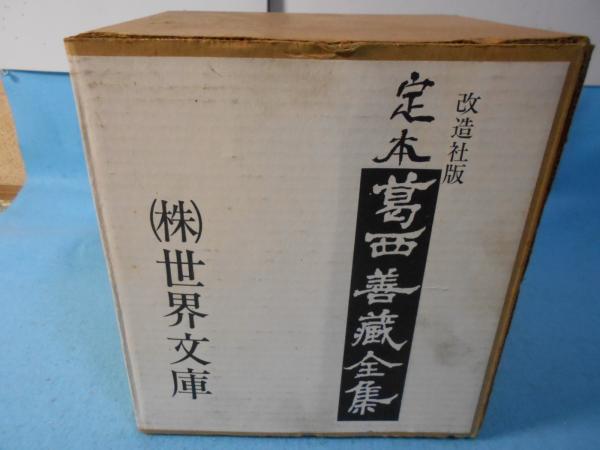 改造社版
定本葛西善藏全集
㈱世界文庫